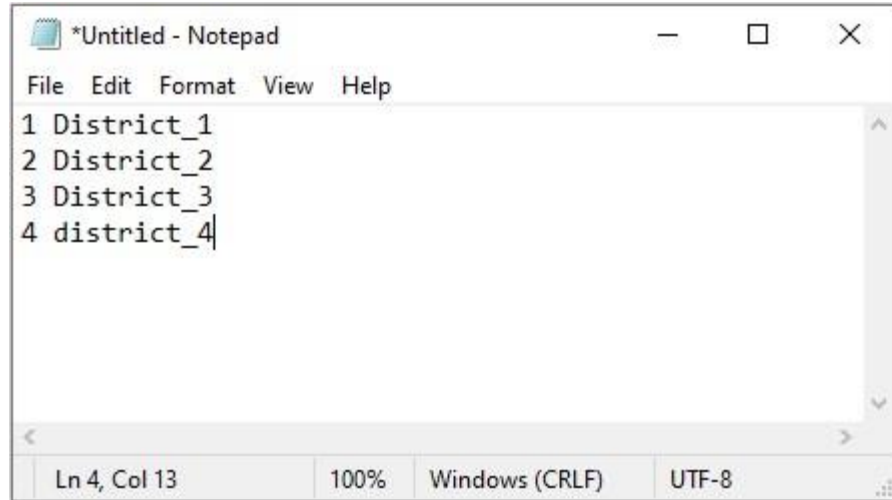 *Untitled - Notepad
File Edit Format View Help
1 District_1
2 District_2
3 District_3
4 district_4
Ln 4, Col 13 100% Windows (CRLF) UTF-8